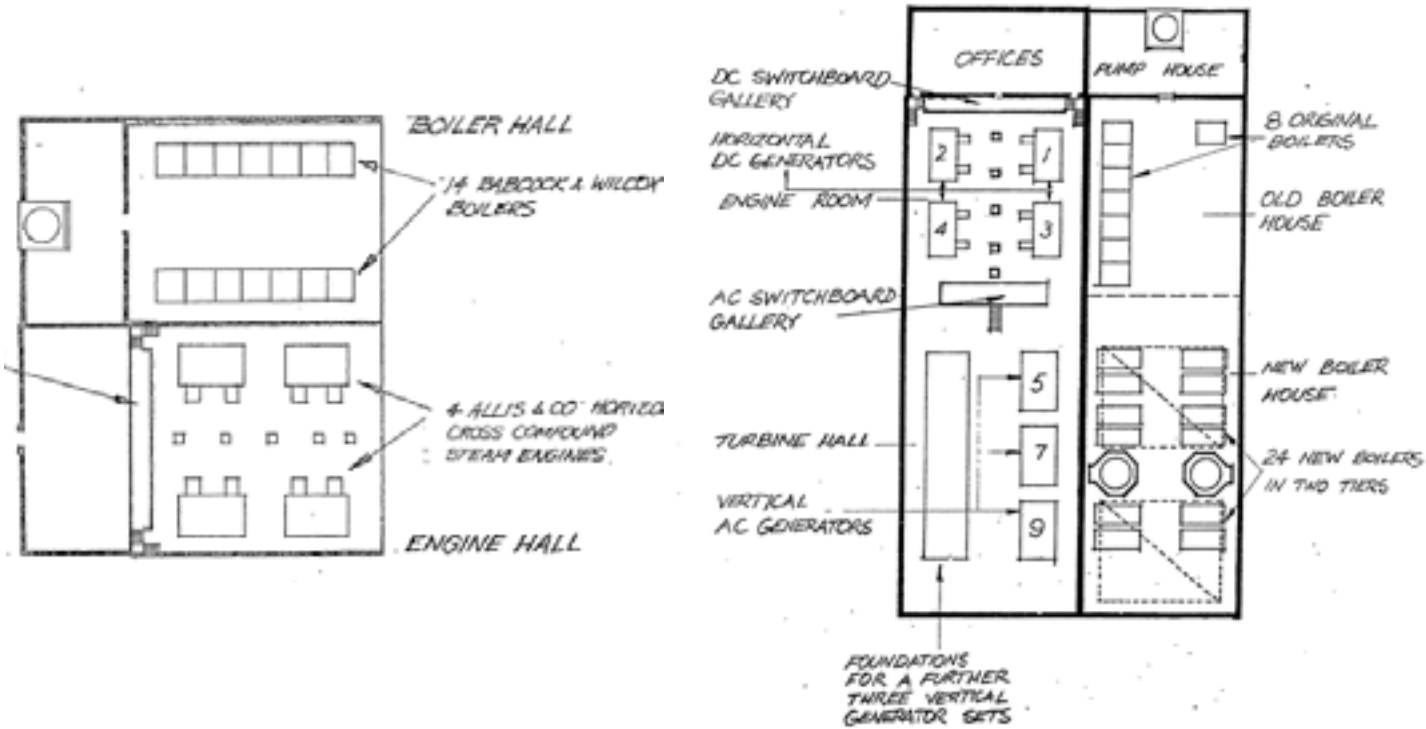 BOILER HALL
14 BABCOCK & WILCOX
BOILERS
4 ALLIS & CO HORIZO
CROSS COMPOUND
STEAM ENGINES
ENGINE HALL
OFFICES
PUMP HOUSE
DC SWITCHBOARD
GALLERY
HORIZONTAL
DC GENERATORS
ENGINE ROOM
2
1
4
3
8 ORIGINAL
BOILERS
OLD BOILER
HOUSE
AC SWITCHBOARD
GALLERY
5
7
9
NEW BOILER
HOUSE
TURBINE HALL
24 NEW BOILERS
IN TWO TIERS
VERTICAL
AC GENERATORS
FOUNDATIONS
FOR A FURTHER
THREE VERTICAL
GENERATOR SETS